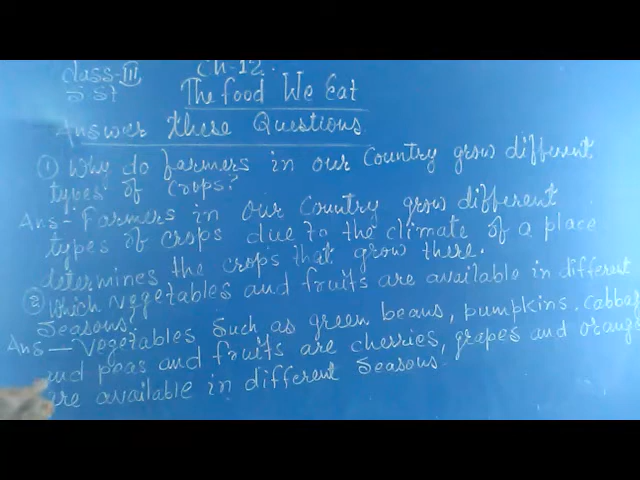 Class-III Ch-12.
S.St The food We Eat
Answer these Questions
① Why do farmers in our Country grow different
types of crops?
Ans- Farmers in our Country grow different
types of crops due to the climate of a place
determines the crops that grow there.
② Which vegetables and fruits are available in different
seasons.
Ans - Vegetables such as green beans, pumpkins. cabbag
and peas and fruits are cherries, grapes and orange
are available in different seasons.